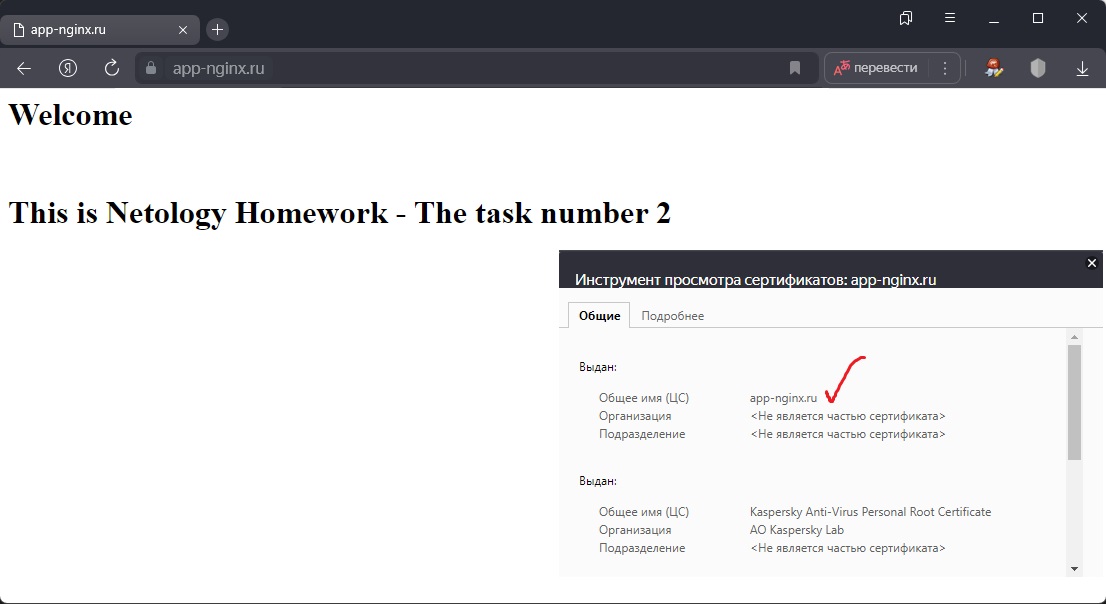 app-nginx.ru
Я
app-nginx.ru
перевести
Welcome
This is Netology Homework - The task number 2
Инструмент просмотра сертификатов: app-nginx.ru
Общие Подробнее
Выдан:
Общее имя (ЦС) app-nginx.ru
Организация <Не является частью сертификата>
Подразделение <Не является частью сертификата>
Выдан:
Общее имя (ЦС) Kaspersky Anti-Virus Personal Root Certificate
Организация AO Kaspersky Lab
Подразделение <Не является частью сертификата>